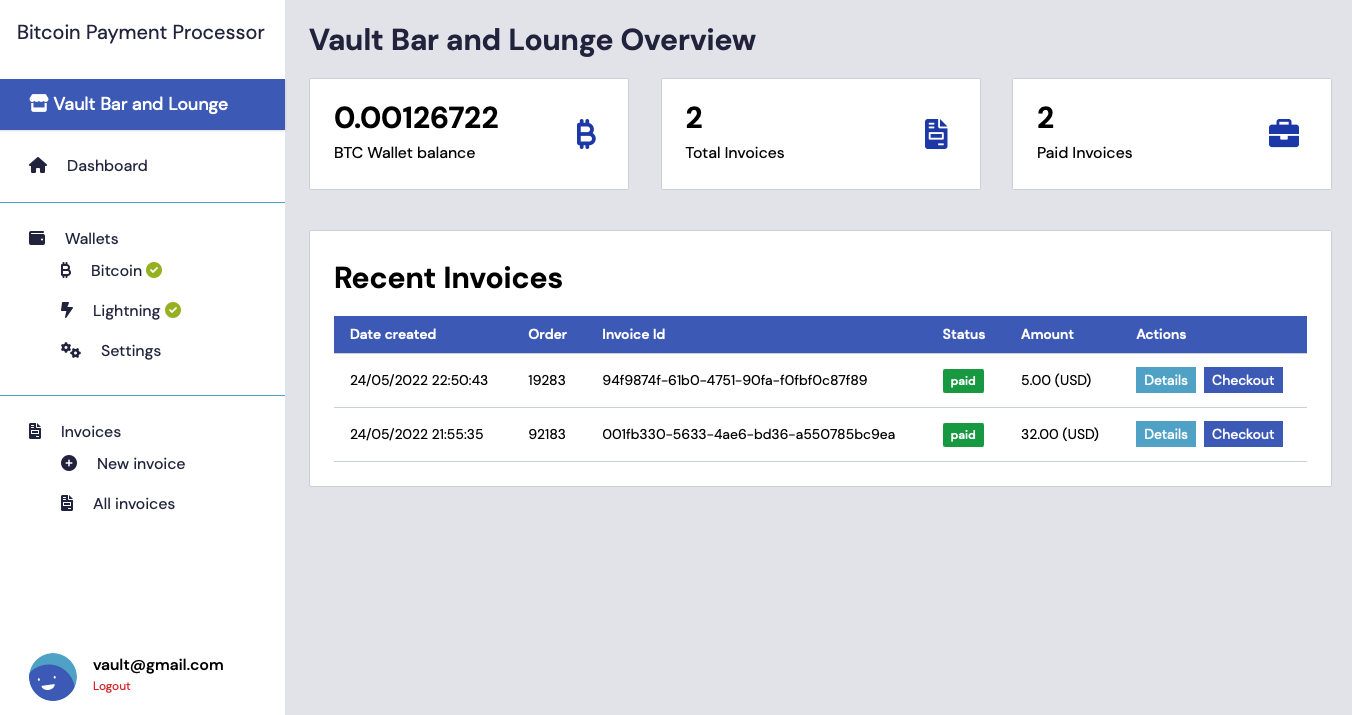 Bitcoin Payment Processor
Vault Bar and Lounge
Dashboard
Wallets
Bitcoin
Lightning
Settings
Invoices
New invoice
All invoices
vault@gmail.com
Logout
Vault Bar and Lounge Overview
0.00126722
BTC Wallet balance
2
Total Invoices
2
Paid Invoices
Recent Invoices
Date created Order Invoice Id Status Amount Actions
24/05/2022 22:50:43 19283 94f9874f-61b0-4751-90fa-f0fbf0c87f89 paid 5.00 (USD) Details Checkout
24/05/2022 21:55:35 92183 001fb330-5633-4ae6-bd36-a550785bc9ea paid 32.00 (USD) Details Checkout